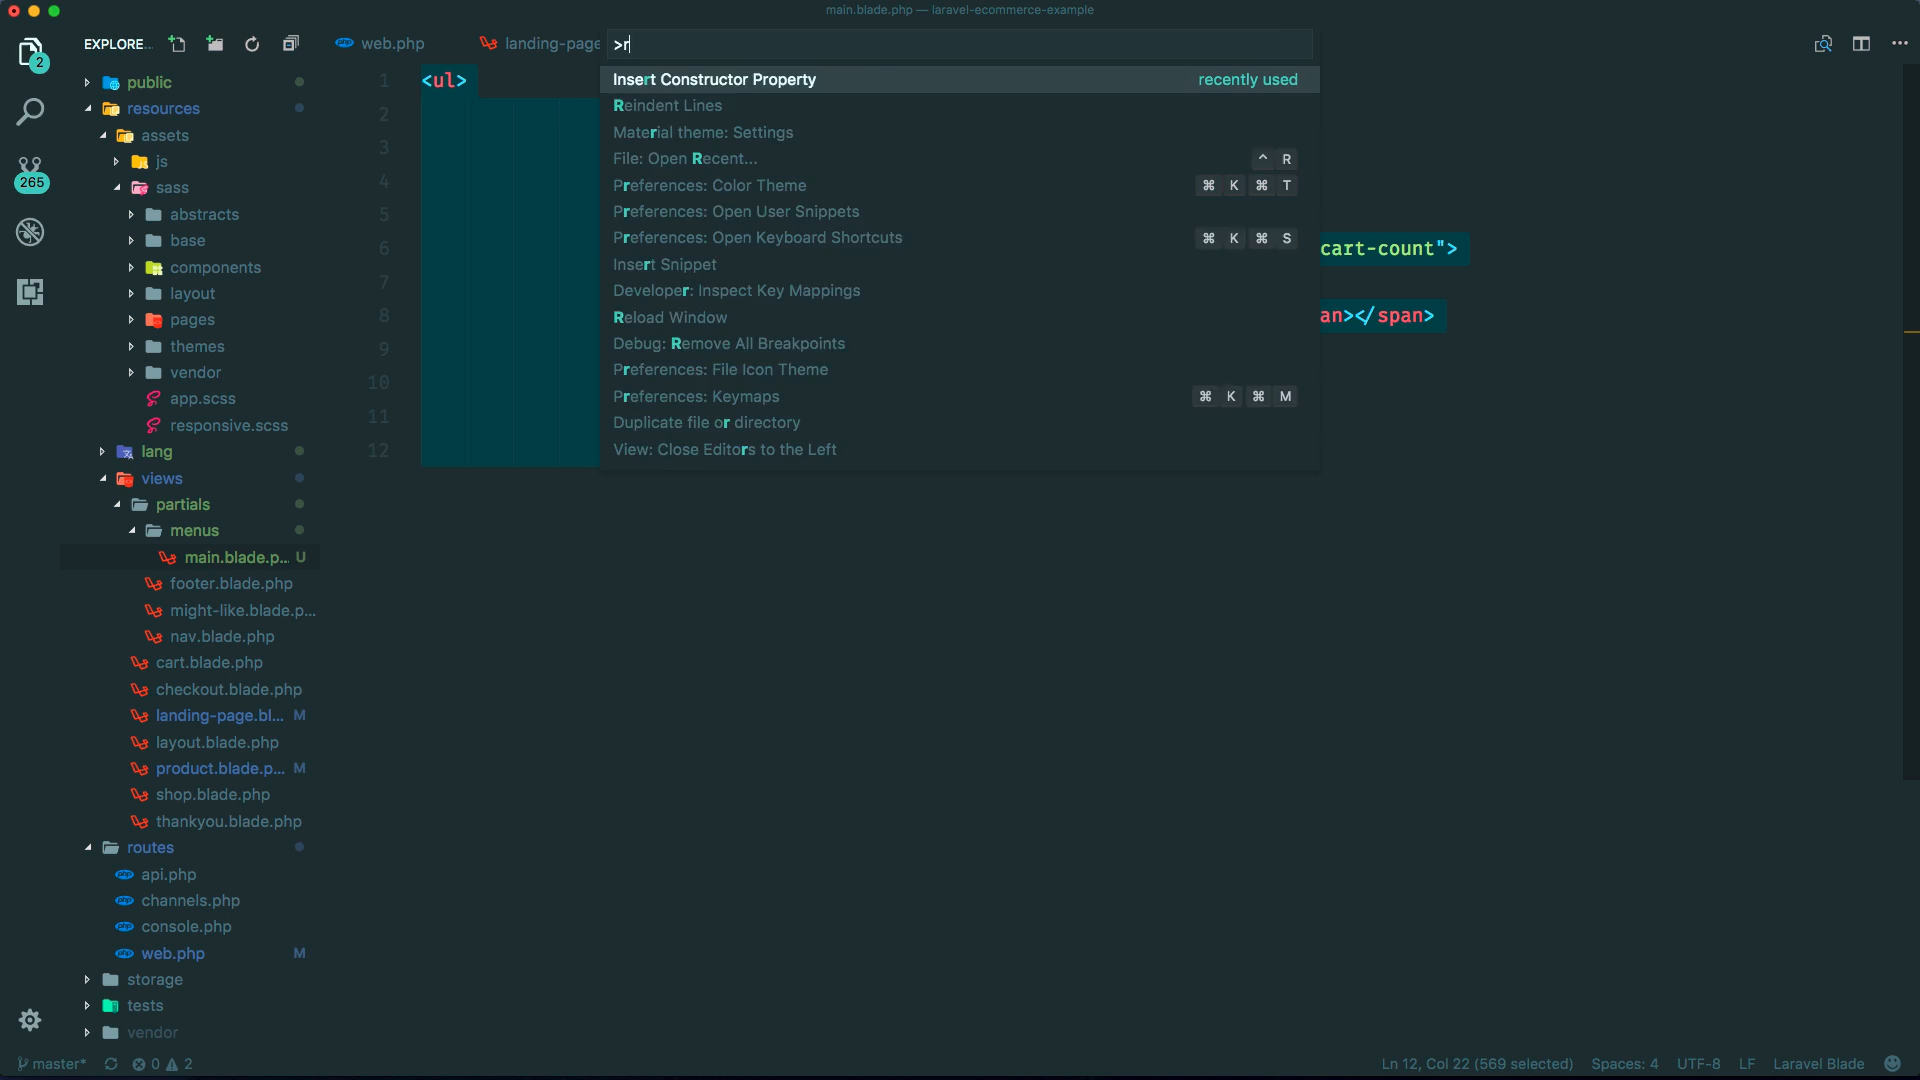 main.blade.php — laravel-ecommerce-example
EXPLORE...
web.php
landing-page
>r
2
265
public
resources
assets
js
sass
abstracts
base
components
layout
pages
themes
vendor
app.scss
responsive.scss
lang
views
partials
menus
main.blade.p... U
footer.blade.php
might-like.blade.p...
nav.blade.php
cart.blade.php
checkout.blade.php
landing-page.bl... M
layout.blade.php
product.blade.p... M
shop.blade.php
thankyou.blade.php
routes
api.php
channels.php
console.php
web.php M
storage
tests
vendor
1 <ul>
2
3
4
5
6 cart-count">
7
8 an></span>
9
10
11
12
Insert Constructor Property recently used
Reindent Lines
Material theme: Settings
File: Open Recent... ^ R
Preferences: Color Theme ⌘ K ⌘ T
Preferences: Open User Snippets
Preferences: Open Keyboard Shortcuts ⌘ K ⌘ S
Insert Snippet
Developer: Inspect Key Mappings
Reload Window
Debug: Remove All Breakpoints
Preferences: File Icon Theme
Preferences: Keymaps ⌘ K ⌘ M
Duplicate file or directory
View: Close Editors to the Left
master* 0 2
Ln 12, Col 22 (569 selected) Spaces: 4 UTF-8 LF Laravel Blade